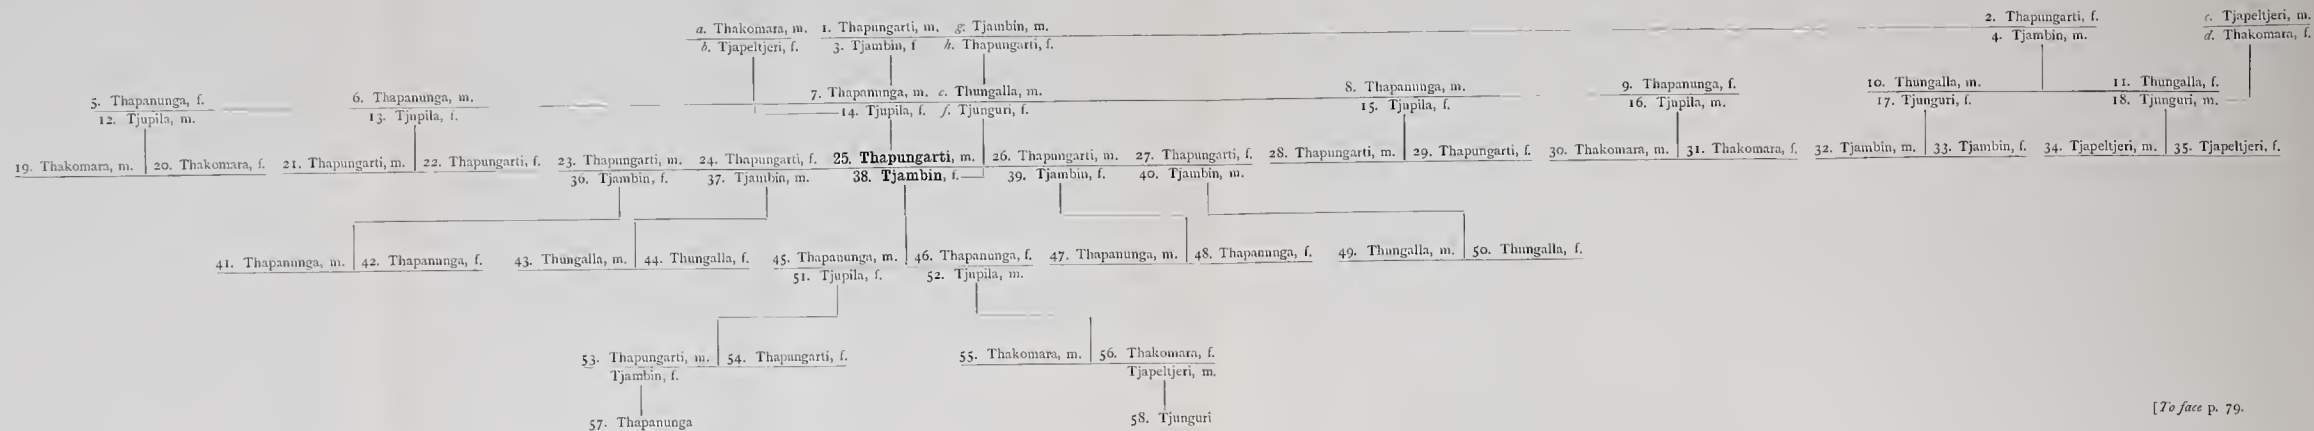 a. Thakomara, m. 1. Thapungarti, m. g. Tjambin, m. 2. Thapungarti, f. c. Tjapeltjeri, m.
b. Tjapeltjeri, f. 3. Tjambin, f h. Thapungarti, f. 4. Tjambin, m. d. Thakomara, f.
5. Thapanunga, f. 6. Thapanunga, m. 7. Thapanunga, m. e. Thungalla, m. 8. Thapanunga, m. 9. Thapanunga, f. 10. Thungalla, m. 11. Thungalla, f.
12. Tjupila, m. 13. Tjupila, f. 14. Tjupila, f. f. Tjunguri, f. 15. Tjupila, f. 16. Tjupila, m. 17. Tjunguri, f. 18. Tjunguri, m.
19. Thakomara, m. 20. Thakomara, f. 21. Thapungarti, m. 22. Thapungarti, f. 23. Thapungarti, m. 24. Thapungarti, f. 25. Thapungarti, m. 26. Thapungarti, m. 27. Thapungarti, f. 28. Thapungarti, m. 29. Thapungarti, f. 30. Thakomara, m. 31. Thakomara, f. 32. Tjambin, m. 33. Tjambin, f. 34. Tjapeltjeri, m. 35. Tjapeltjeri, f.
36. Tjambin, f. 37. Tjambin, m. 38. Tjambin, f. 39. Tjambin, f. 40. Tjambin, m.
41. Thapanunga, m. 42. Thapanunga, f. 43. Thungalla, m. 44. Thungalla, f. 45. Thapanunga, m. 46. Thapanunga, f. 47. Thapanunga, m. 48. Thapanunga, f. 49. Thungalla, m. 50. Thungalla, f.
51. Tjupila, f. 52. Tjupila, m.
53. Thapungarti, m. 54. Thapungarti, f. 55. Thakomara, m. 56. Thakomara, f.
Tjambin, f. Tjapeltjeri, m.
57. Thapanunga 58. Tjunguri
[To face p. 79.